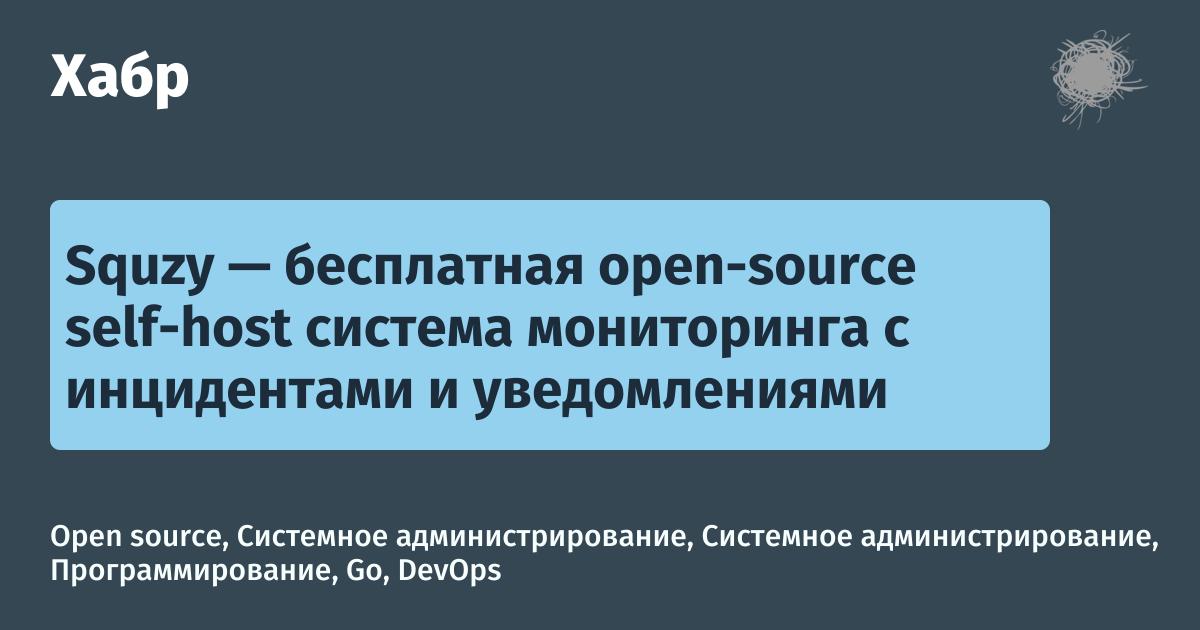 Хабр
Squzy — бесплатная open-source
self-host система мониторинга с
инцидентами и уведомлениями
Open source, Системное администрирование, Системное администрирование,
Программирование, Go, DevOps